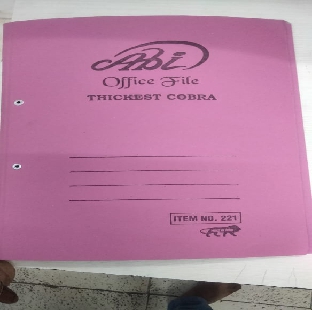 Abi
Office File
THICKEST COBRA
ITEM NO. 221